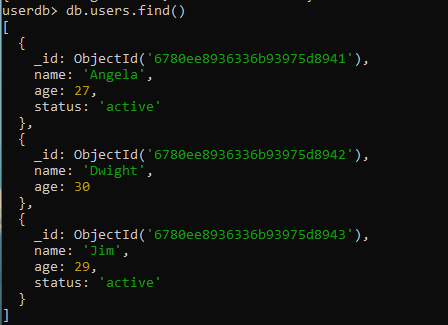 userdb> db.users.find()
[
  {
    _id: ObjectId('6780ee8936336b93975d8941'),
    name: 'Angela',
    age: 27,
    status: 'active'
  },
  {
    _id: ObjectId('6780ee8936336b93975d8942'),
    name: 'Dwight',
    age: 30
  },
  {
    _id: ObjectId('6780ee8936336b93975d8943'),
    name: 'Jim',
    age: 29,
    status: 'active'
  }
]